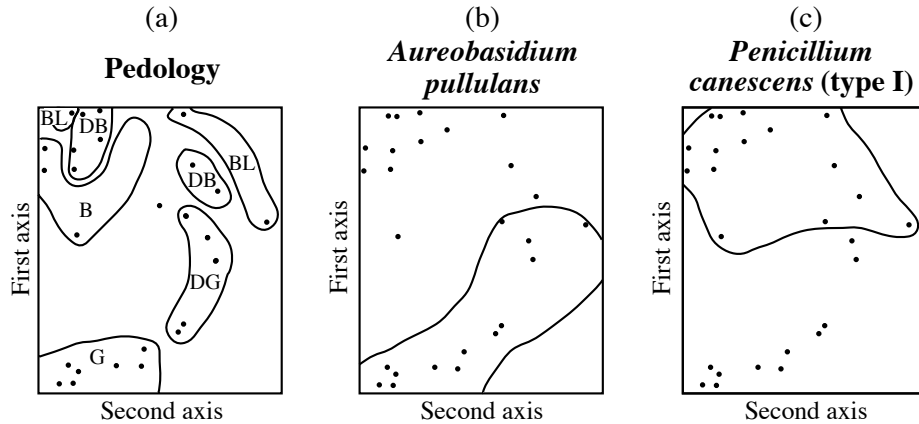 (a)
Pedology
BL
DB
BL
DB
B
DG
G
First axis
Second axis
(b)
Aureobasidium
pullulans
First axis
Second axis
(c)
Penicillium
canescens (type I)
First axis
Second axis